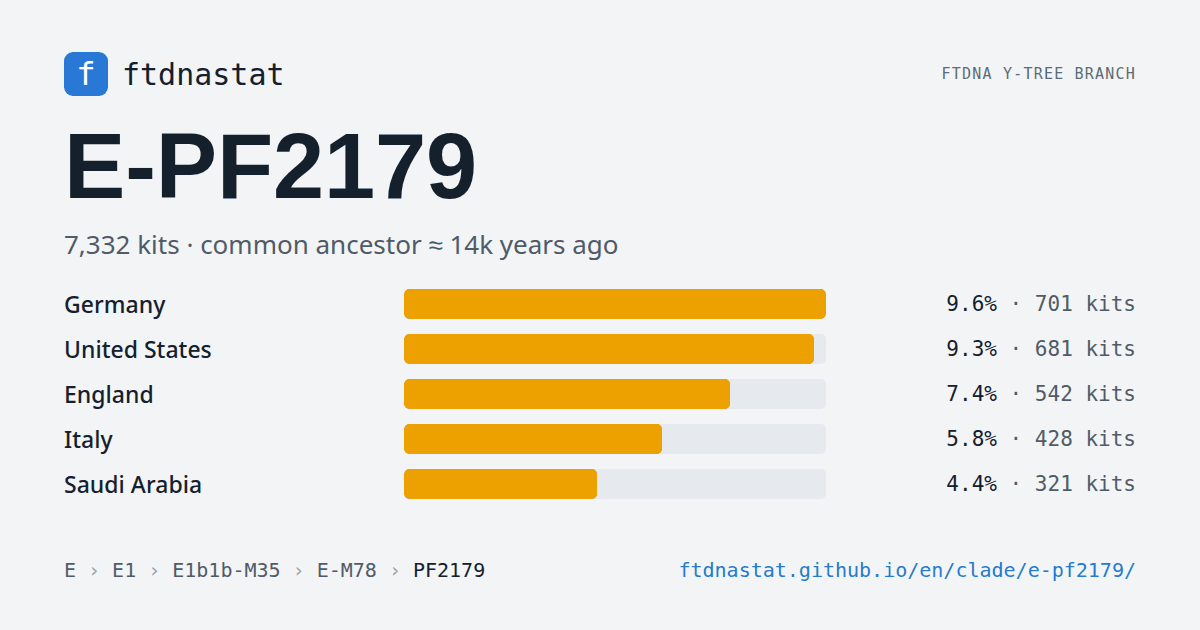 f ftdnastat
FTDNA Y-TREE BRANCH
E-PF2179
7,332 kits · common ancestor ≈ 14k years ago
Germany 9.6% · 701 kits
United States 9.3% · 681 kits
England 7.4% · 542 kits
Italy 5.8% · 428 kits
Saudi Arabia 4.4% · 321 kits
E › E1 › E1b1b-M35 › E-M78 › PF2179
ftdnastat.github.io/en/clade/e-pf2179/